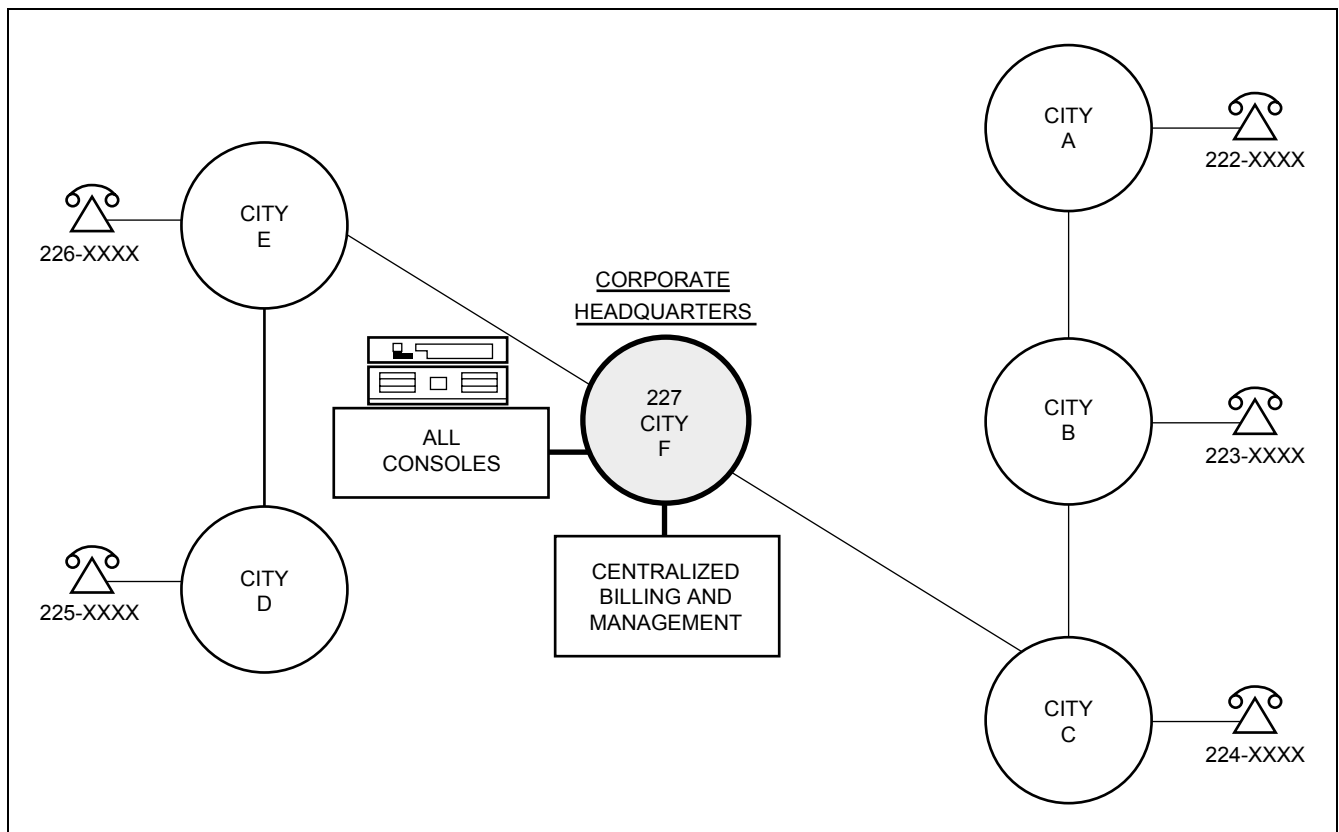 CITY
A
222-XXXX
CITY
E
226-XXXX
CORPORATE
HEADQUARTERS
227
CITY
F
ALL
CONSOLES
CITY
B
223-XXXX
CITY
D
225-XXXX
CENTRALIZED
BILLING AND
MANAGEMENT
CITY
C
224-XXXX